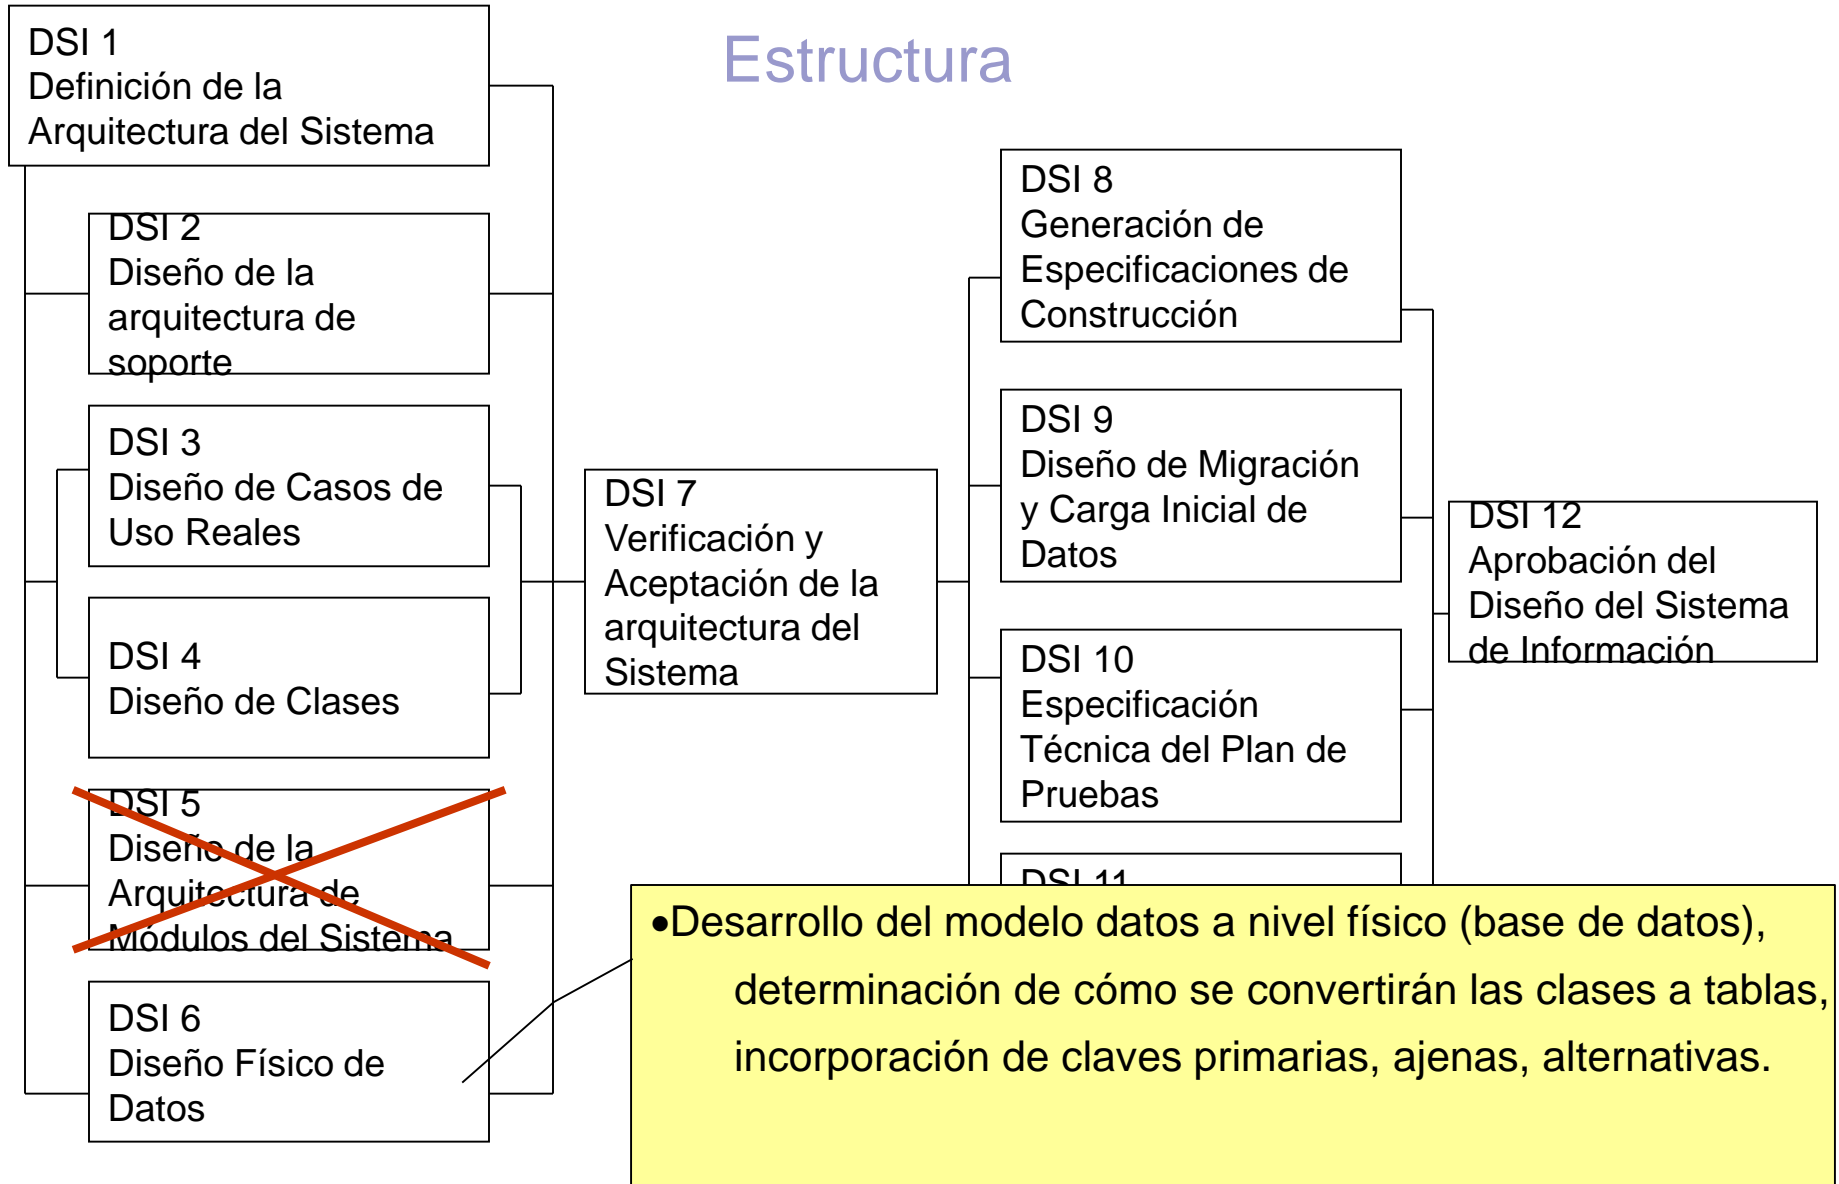 Estructura
DSI 1
Definición de la
Arquitectura del Sistema
DSI 2
Diseño de la
arquitectura de
soporte
DSI 3
Diseño de Casos de
Uso Reales
DSI 4
Diseño de Clases
DSI 5
Diseño de la
Arquitectura de
Módulos del Sistema
DSI 6
Diseño Físico de
Datos
DSI 7
Verificación y
Aceptación de la
arquitectura del
Sistema
DSI 8
Generación de
Especificaciones de
Construcción
DSI 9
Diseño de Migración
y Carga Inicial de
Datos
DSI 10
Especificación
Técnica del Plan de
Pruebas
DSI 11
DSI 12
Aprobación del
Diseño del Sistema
de Información
•Desarrollo del modelo datos a nivel físico (base de datos),
determinación de cómo se convertirán las clases a tablas,
incorporación de claves primarias, ajenas, alternativas.